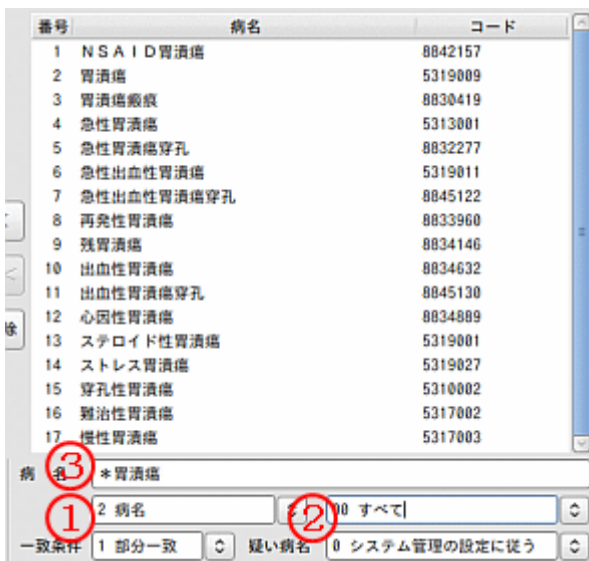 番号 病名 コード
1 ＮＳＡＩＤ胃潰瘍 8842157
2 胃潰瘍 5319009
3 胃潰瘍瘢痕 8830419
4 急性胃潰瘍 5313001
5 急性胃潰瘍穿孔 8832277
6 急性出血性胃潰瘍 5319011
7 急性出血性胃潰瘍穿孔 8845122
8 再発性胃潰瘍 8833960
9 残胃潰瘍 8834146
10 出血性胃潰瘍 8834632
11 出血性胃潰瘍穿孔 8845130
12 心因性胃潰瘍 8834889
13 ステロイド性胃潰瘍 5319001
14 ストレス胃潰瘍 5319027
15 穿孔性胃潰瘍 5310002
16 難治性胃潰瘍 5317002
17 慢性胃潰瘍 5317003
除
病 名 ③ *胃潰瘍
① 2 病名 ② 00 すべて
一致条件 1 部分一致 疑い病名 0 システム管理の設定に従う